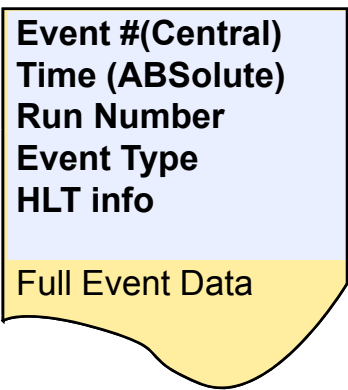 Event #(Central)
Time (ABSolute)
Run Number
Event Type
HLT info
Full Event Data